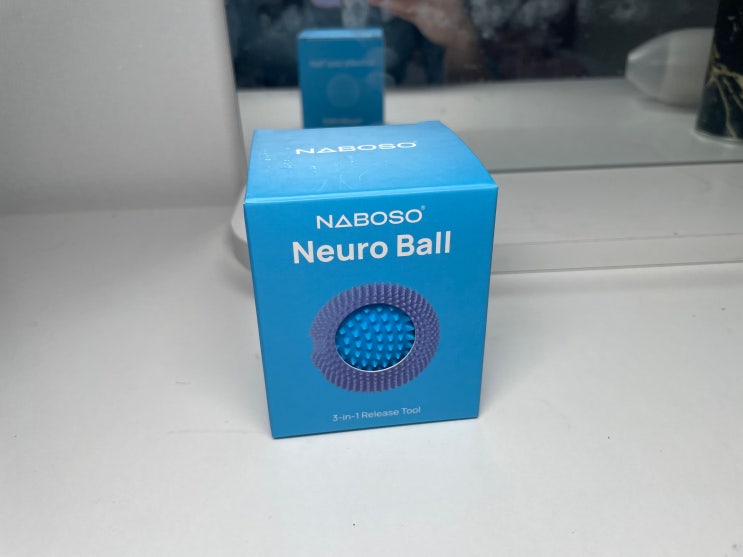 NABOSO
NABOSO®
Neuro Ball
3-in-1 Release Tool